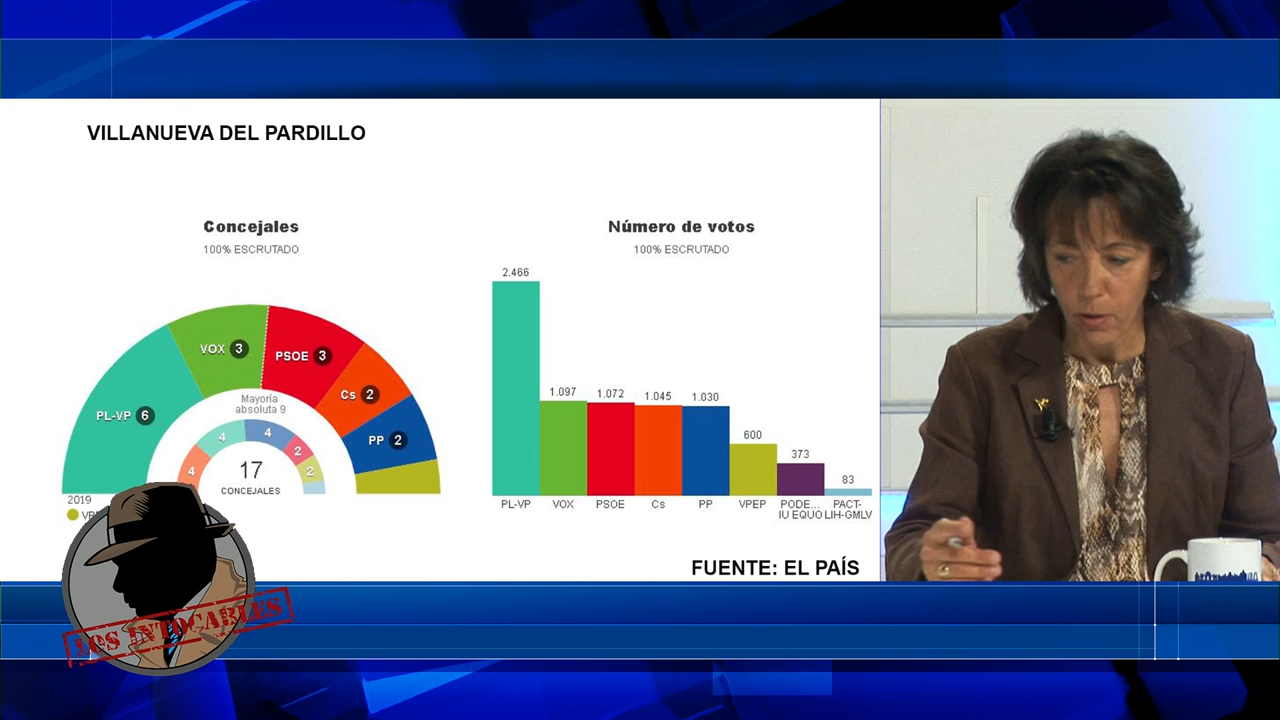 VILLANUEVA DEL PARDILLO
Concejales
100% ESCRUTADO
Número de votos
100% ESCRUTADO
PL-VP 6
VOX 3
PSOE 3
Cs 2
PP 2
Mayoría
absoluta 9
4
4
4
2
2
17
CONCEJALES
2019
2.466
1.097
1.072
1.045
1.030
600
373
83
PL-VP
VOX
PSOE
Cs
PP
VPEP
PODE...
IU EQUO
PACT-
LIH-GMLV
FUENTE: EL PAÍS
LOS INTOCABLES